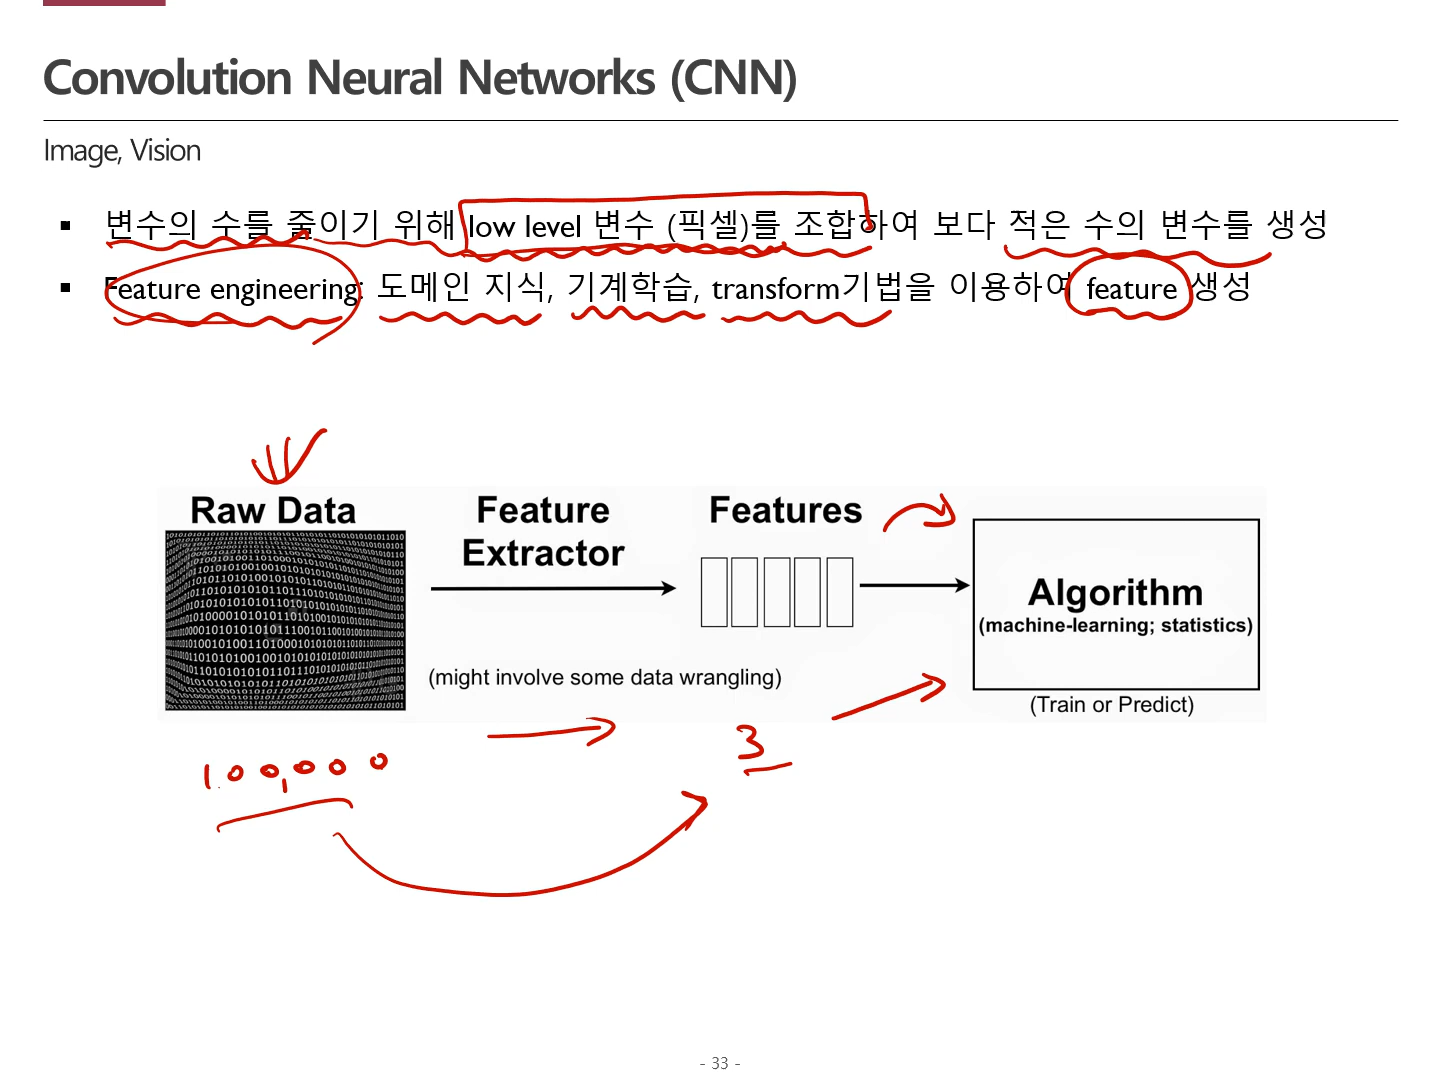 Convolution Neural Networks (CNN)
Image, Vision
▪ 변수의 수를 줄이기 위해 low level 변수 (픽셀)를 조합하여 보다 적은 수의 변수를 생성
▪ Feature engineering: 도메인 지식, 기계학습, transform기법을 이용하여 feature 생성
Raw Data
Feature
Extractor
(might involve some data wrangling)
Features
Algorithm
(machine-learning; statistics)
(Train or Predict)
100,000
3
- 33 -